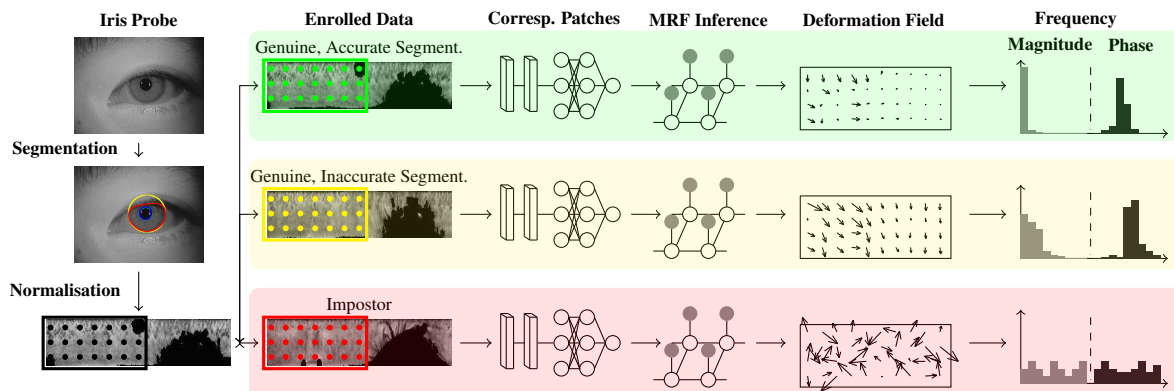 Iris Probe
Enrolled Data
Corresp. Patches
MRF Inference
Deformation Field
Frequency
Genuine, Accurate Segment.
Magnitude
Phase
Segmentation
Genuine, Inaccurate Segment.
Normalisation
Impostor